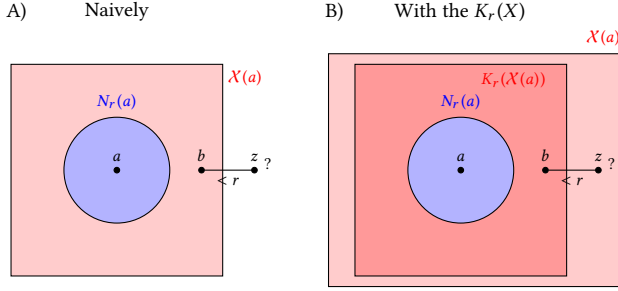 A) Naively
𝒳(a)
N_r(a)
a
b
z
?
< r
B) With the K_r(X)
𝒳(a)
K_r(𝒳(a))
N_r(a)
a
b
z
?
< r